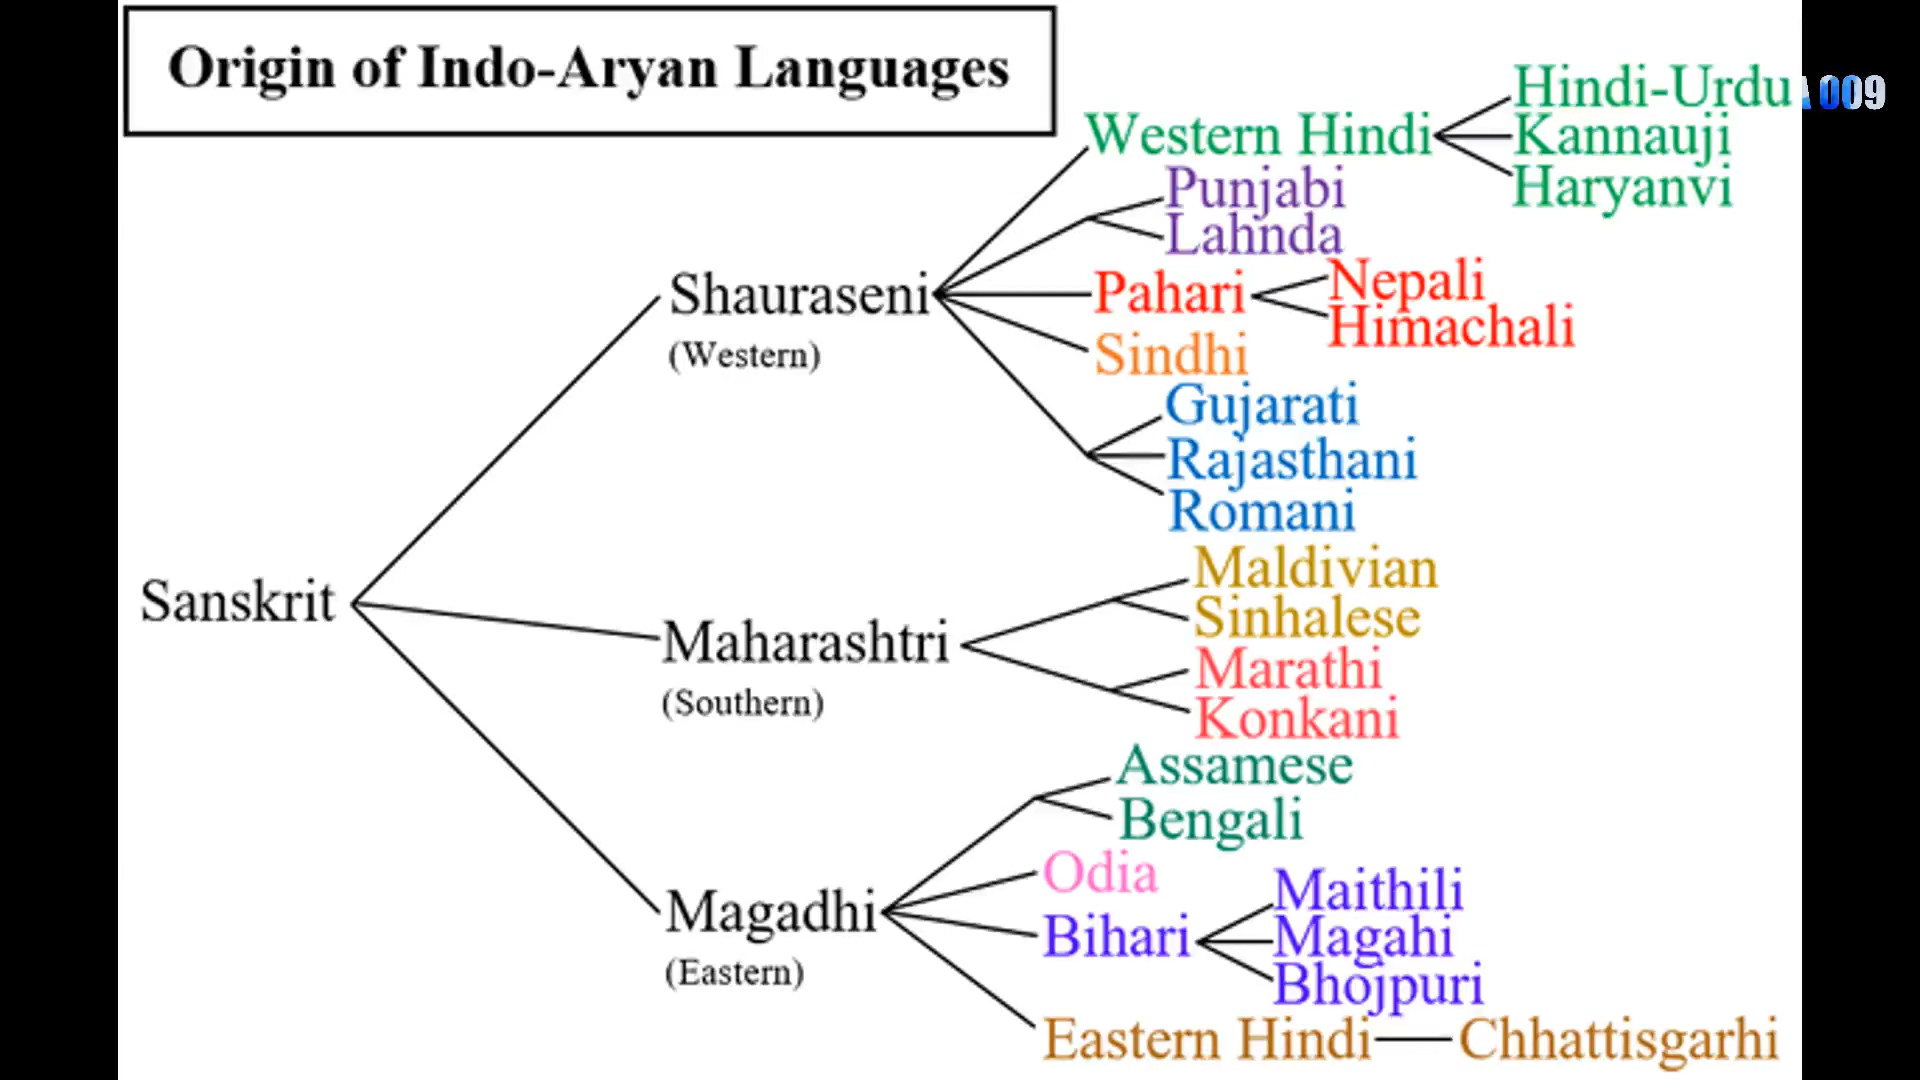 Origin of Indo-Aryan Languages
009
Hindi-Urdu
Western Hindi
Kannauji
Haryanvi
Punjabi
Lahnda
Shauraseni
(Western)
Pahari
Nepali
Himachali
Sindhi
Gujarati
Rajasthani
Romani
Sanskrit
Maharashtri
(Southern)
Maldivian
Sinhalese
Marathi
Konkani
Assamese
Bengali
Magadhi
(Eastern)
Odia
Bihari
Maithili
Magahi
Bhojpuri
Eastern Hindi
Chhattisgarhi